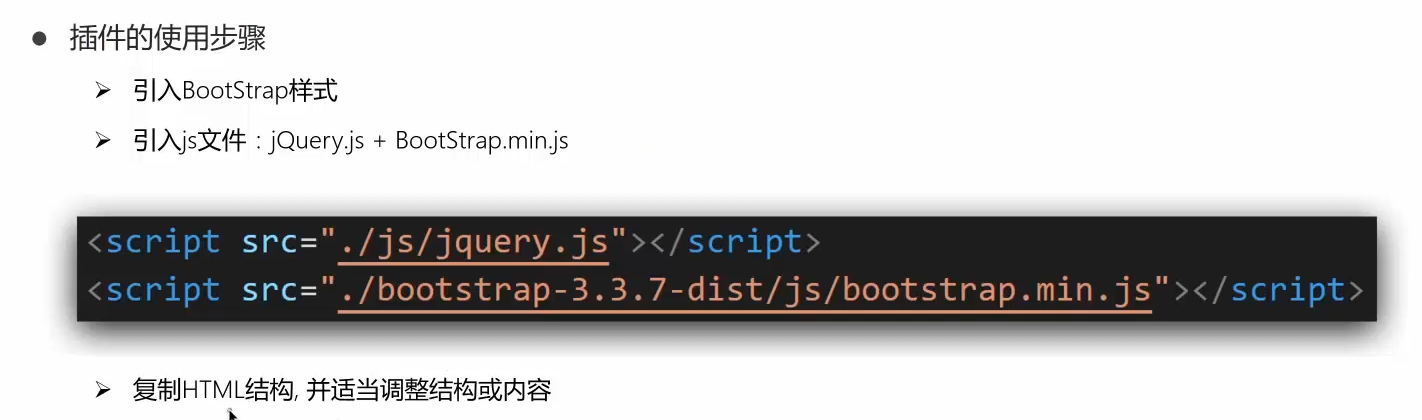 ● 插件的使用步骤
➢ 引入BootStrap样式
➢ 引入js文件：jQuery.js + BootStrap.min.js
<script src="./js/jquery.js"></script>
<script src="./bootstrap-3.3.7-dist/js/bootstrap.min.js"></script>
➢ 复制HTML结构, 并适当调整结构或内容